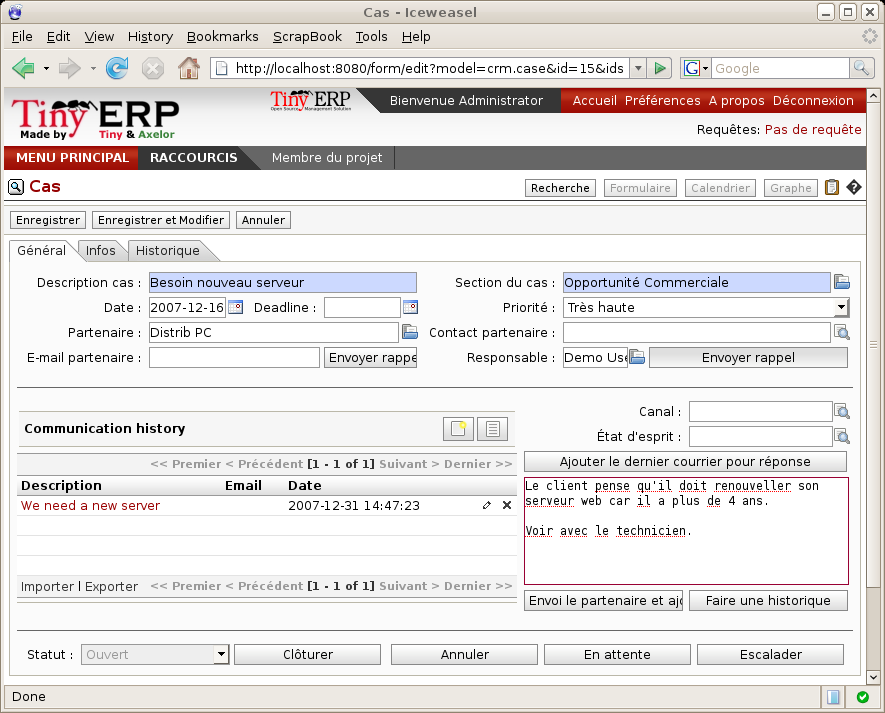 Cas - Iceweasel
File Edit View History Bookmarks ScrapBook Tools Help
http://localhost:8080/form/edit?model=crm.case&id=15&ids
G Google
Tiny ERP
Made by Tiny & Axelor
Tiny ERP
Open Source Management Solution
Bienvenue Administrator
Accueil Préférences A propos Déconnexion
Requêtes: Pas de requête
MENU PRINCIPAL RACCOURCIS Membre du projet
Cas
Recherche Formulaire Calendrier Graphe
Enregistrer Enregistrer et Modifier Annuler
Général Infos Historique
Description cas : Besoin nouveau serveur Section du cas : Opportunité Commerciale
Date : 2007-12-16 Deadline : Priorité : Très haute
Partenaire : Distrib PC Contact partenaire :
E-mail partenaire : Envoyer rappe Responsable : Demo Use Envoyer rappel
Communication history
<< Premier < Précédent [1 - 1 of 1] Suivant > Dernier >>
Description Email Date
We need a new server 2007-12-31 14:47:23
Importer | Exporter << Premier < Précédent [1 - 1 of 1] Suivant > Dernier >>
Canal :
État d'esprit :
Ajouter le dernier courrier pour réponse
Le client pense qu'il doit renouveller son
serveur web car il a plus de 4 ans.
Voir avec le technicien.
Envoi le partenaire et ajo Faire une historique
Statut : Ouvert Clôturer Annuler En attente Escalader
Done